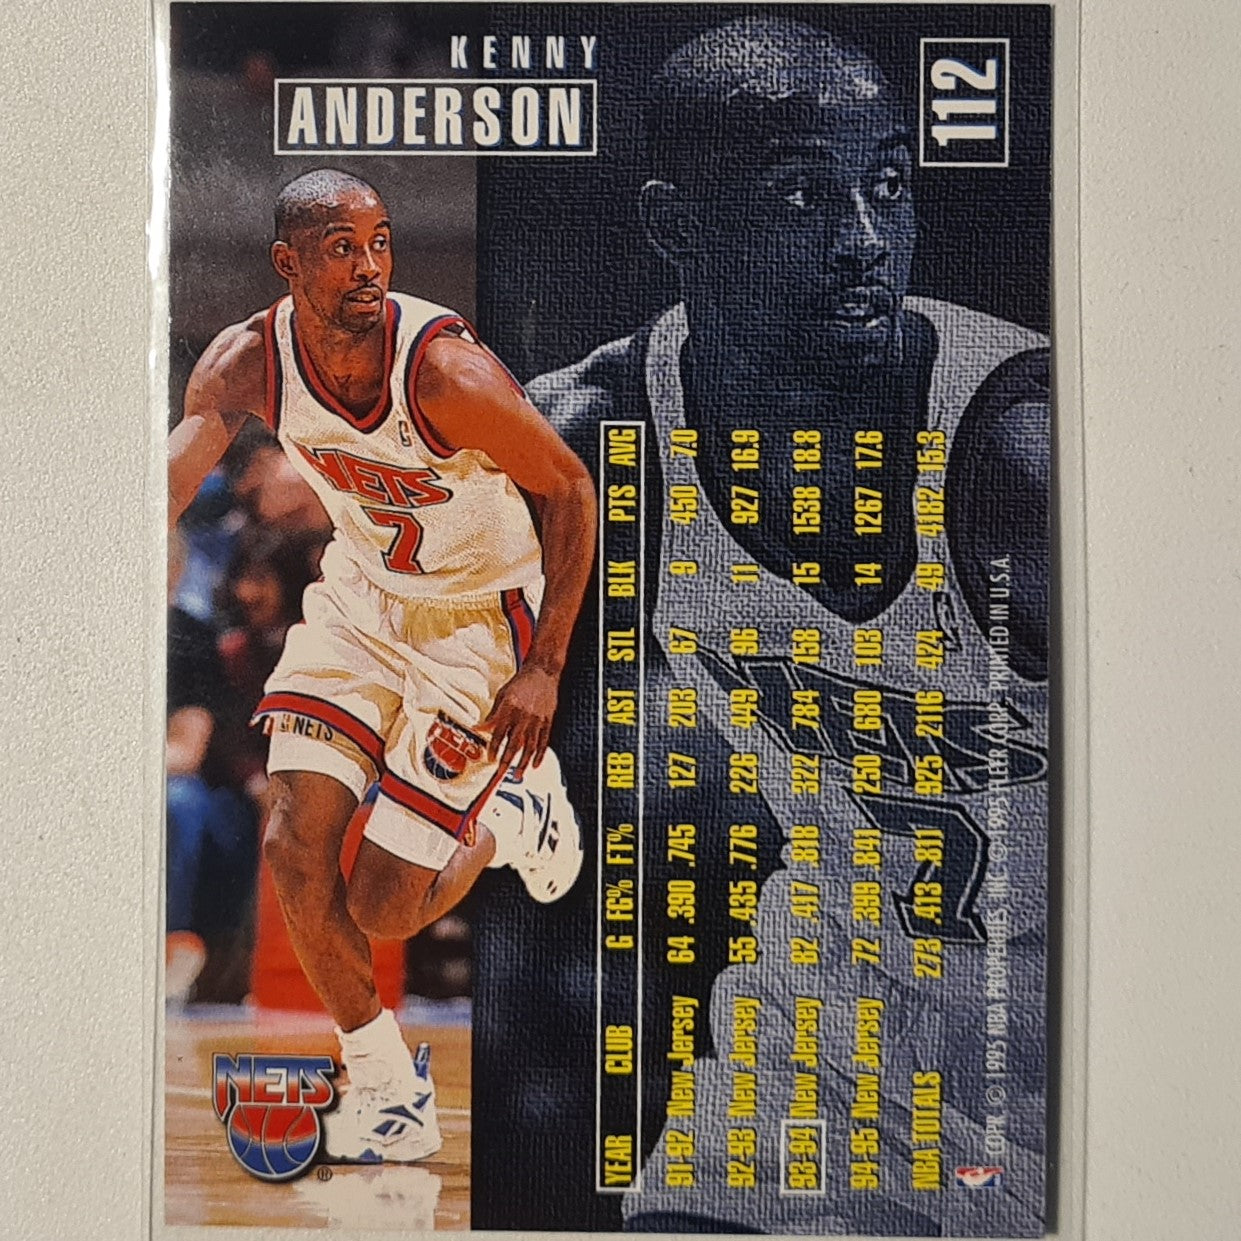 KENNY
ANDERSON
112
NETS
7
NETS
NETS
NETS
YEAR CLUB G FG% FT% REB AST STL BLK PTS AVG
91-92 New Jersey 64 .390 .745 127 203 67 9 450 7.0
92-93 New Jersey 55 .435 .776 226 449 96 11 927 16.9
93-94 New Jersey 82 .417 .818 322 784 158 15 1538 18.8
94-95 New Jersey 72 .399 .841 250 680 103 14 1267 17.6
NBA TOTALS 273 .413 .811 925 2116 424 49 4182 15.3
COPR. © 1995 NBA PROPERTIES, INC © 1995 FLEER CORP. PRINTED IN U.S.A.